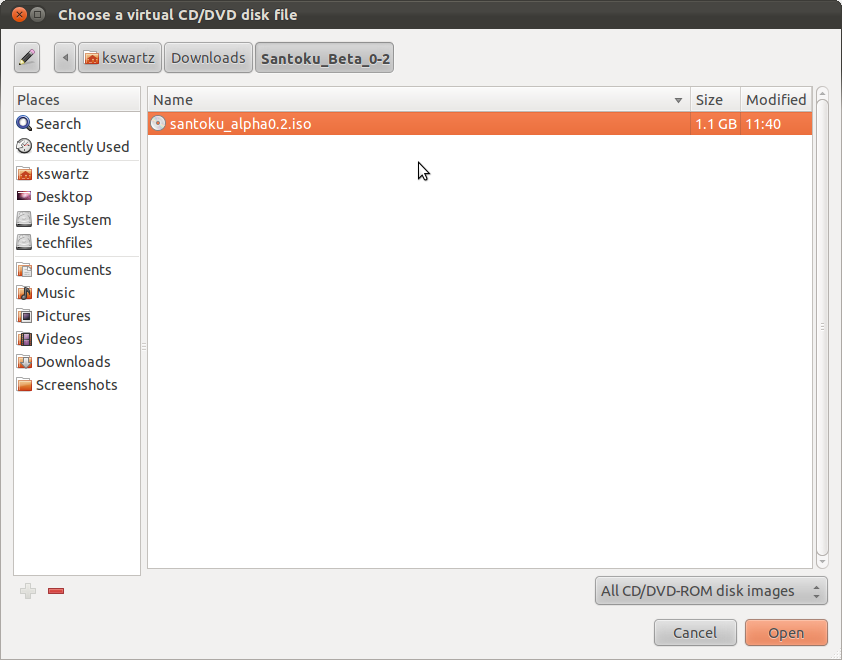 Choose a virtual CD/DVD disk file
kswartz Downloads Santoku_Beta_0-2
Places
Search
Recently Used
kswartz
Desktop
File System
techfiles
Documents
Music
Pictures
Videos
Downloads
Screenshots
Name Size Modified
santoku_alpha0.2.iso 1.1 GB 11:40
All CD/DVD-ROM disk images
Cancel Open